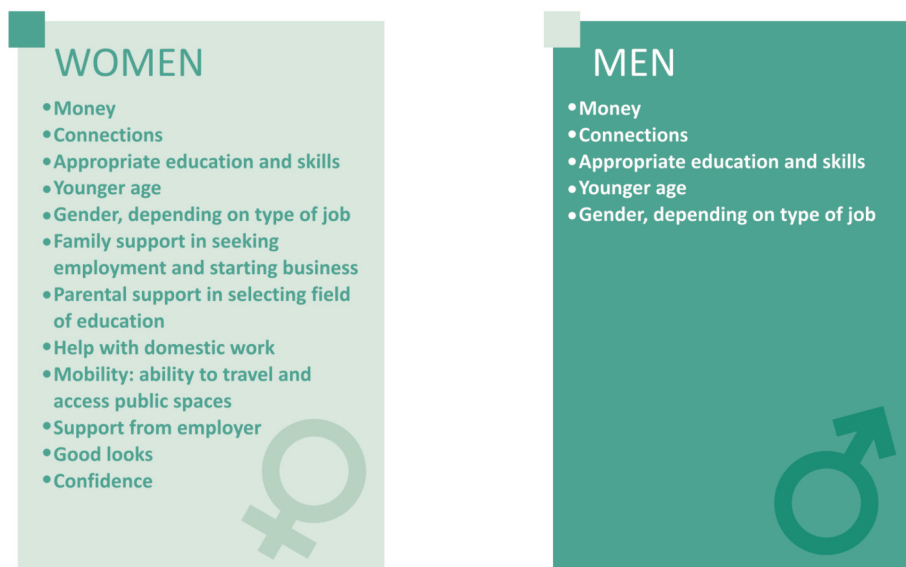 WOMEN
• Money
• Connections
• Appropriate education and skills
• Younger age
• Gender, depending on type of job
• Family support in seeking
employment and starting business
• Parental support in selecting field
of education
• Help with domestic work
• Mobility: ability to travel and
access public spaces
• Support from employer
• Good looks
• Confidence
MEN
• Money
• Connections
• Appropriate education and skills
• Younger age
• Gender, depending on type of job